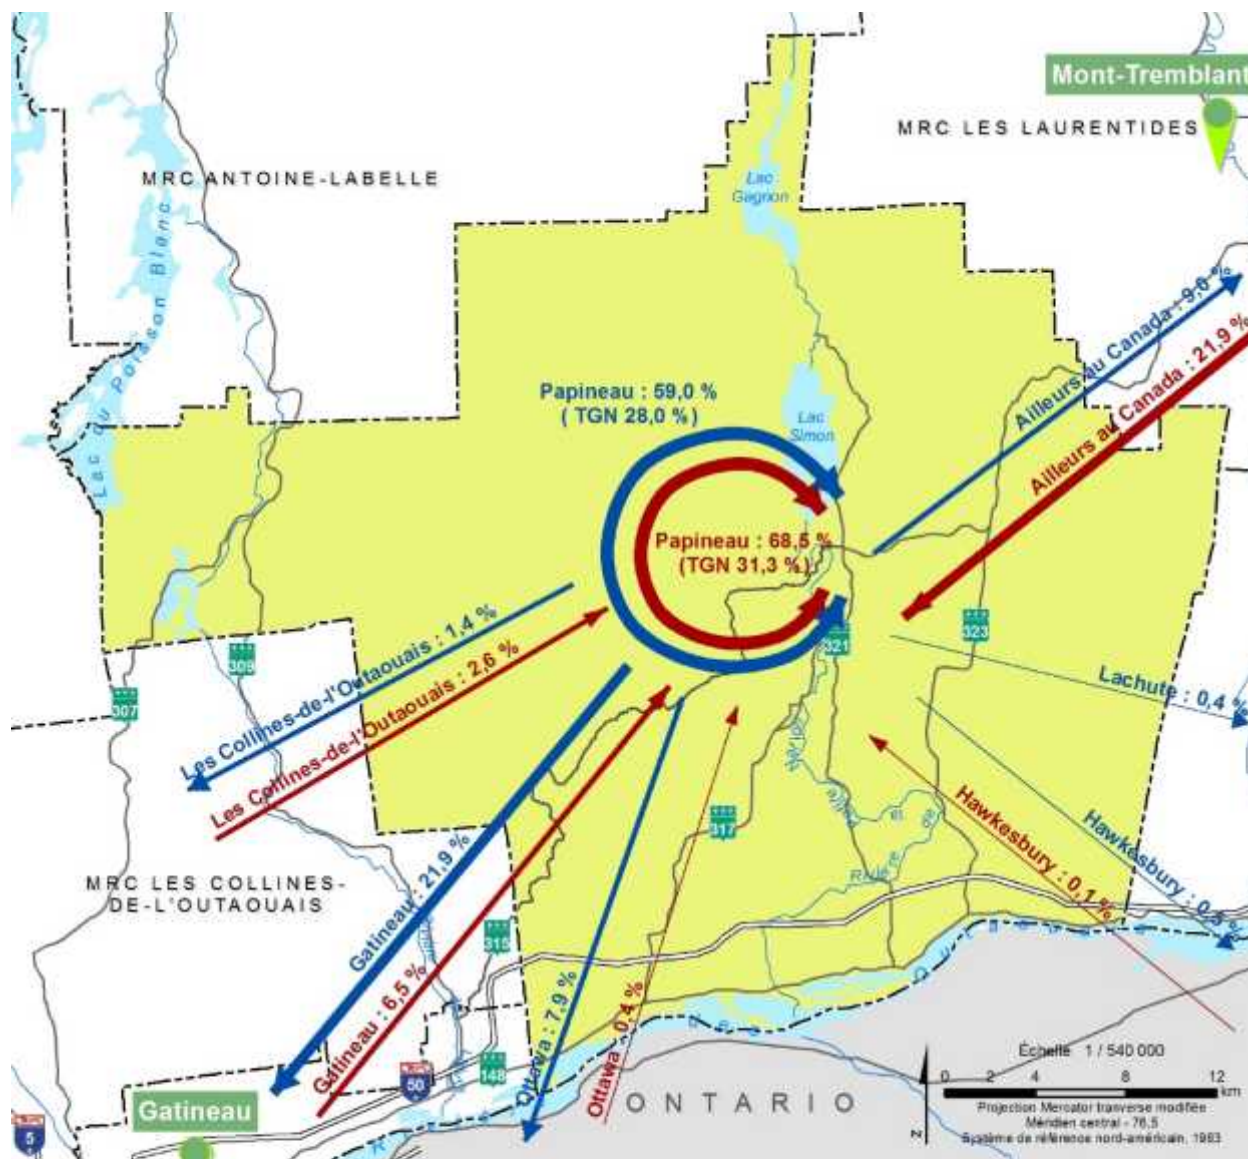 Mont-Tremblant
MRC LES LAURENTIDES
MRC ANTOINE-LABELLE
Lac
Gagnon
Lac du Poisson Blanc
Ailleurs au Canada : 9,0 %
Ailleurs au Canada : 21,9 %
Papineau : 59,0 %
( TGN 28,0 %)
Lac
Simon
Papineau : 68,5 %
(TGN 31,3 %)
Les Collines-de-l'Outaouais : 1,4 %
Les Collines-de-l'Outaouais : 2,6 %
309
307
321
323
Lachute : 0,4 %
317
Hawkesbury : 0,1 %
Hawkesbury : 0,3 %
MRC LES COLLINES-
DE-L'OUTAOUAIS
Gatineau : 21,9 %
Gatineau : 6,5 %
315
Ottawa : 7,9 %
Ottawa : 0,4 %
148
50
5
Gatineau
ONTARIO
Échelle 1 / 540 000
0 2 4 8 12
km
Projection Mercator tranverse modifiée
Méridien central - 76,5
Système de référence nord-américain, 1983
N